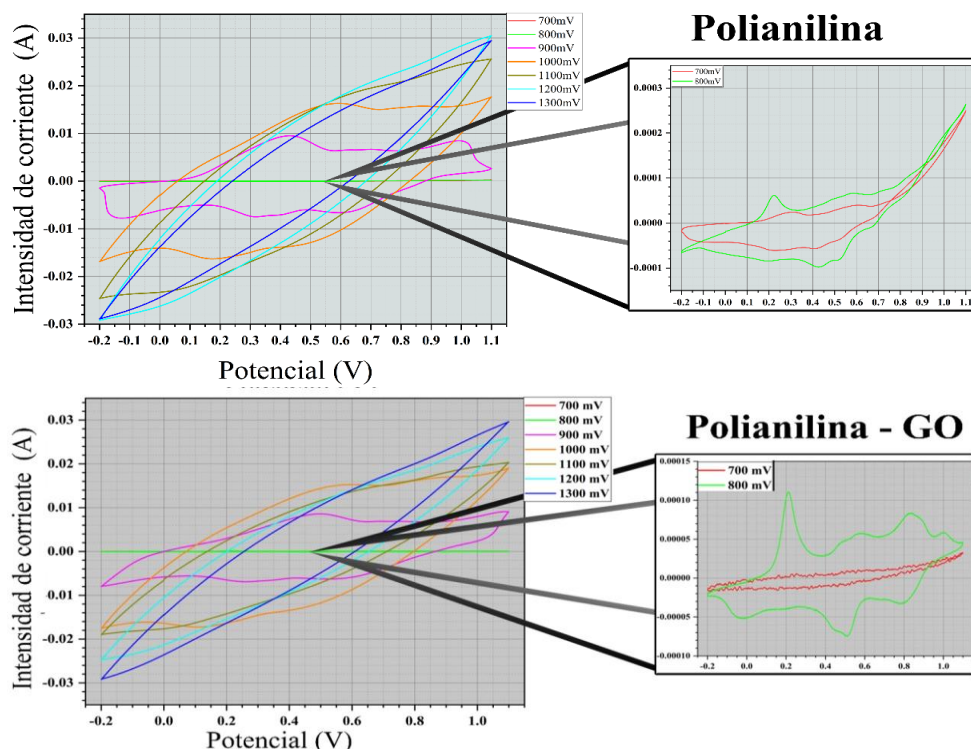 Polianilina
Intensidad de corriente (A)
0.03
0.02
0.01
0.00
-0.01
-0.02
-0.03
-0.2 -0.1 0.0 0.1 0.2 0.3 0.4 0.5 0.6 0.7 0.8 0.9 1.0 1.1
Potencial (V)
700mV
800mV
900mV
1000mV
1100mV
1200mV
1300mV
700mV
800mV
0.0003
0.0002
0.0001
0.0000
-0.0001
-0.2 -0.1 0.0 0.1 0.2 0.3 0.4 0.5 0.6 0.7 0.8 0.9 1.0 1.1
Polianilina - GO
Intensidad de corriente (A)
0.03
0.02
0.01
0.00
-0.01
-0.02
-0.03
-0.2 0.0 0.2 0.4 0.6 0.8 1.0
Potencial (V)
700 mV
800 mV
900 mV
1000 mV
1100 mV
1200 mV
1300 mV
700 mV
800 mV
0.00015
0.00010
0.00005
0.00000
-0.00005
-0.00010
-0.2 0.0 0.2 0.4 0.6 0.8 1.0